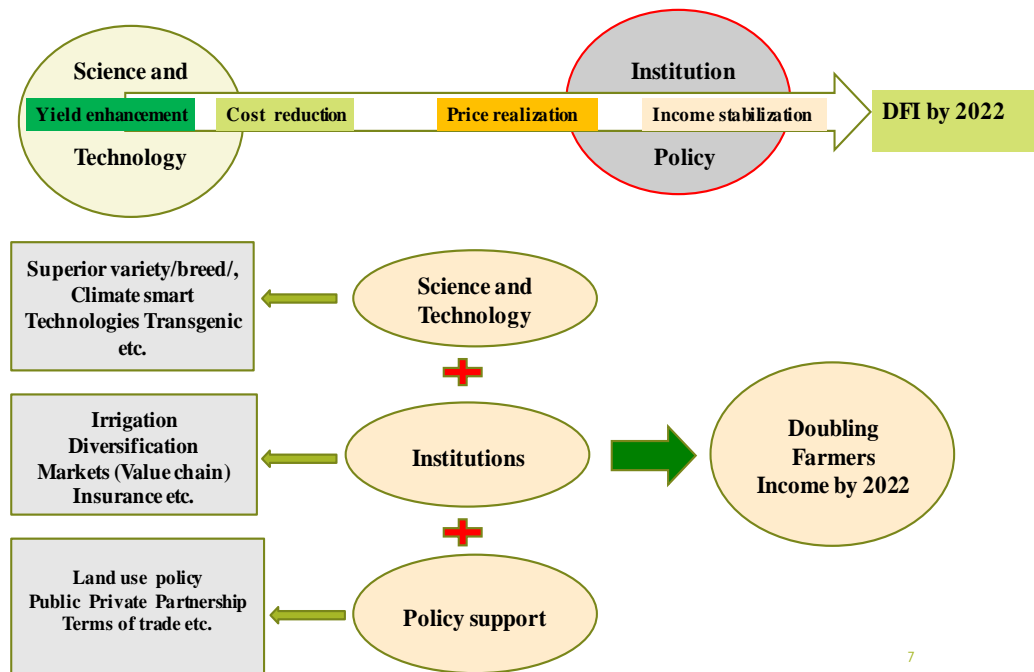 Science and
Institution
Yield enhancement
Cost reduction
Price realization
Income stabilization
DFI by 2022
Technology
Policy
Superior variety/breed/,
Climate smart
Technologies Transgenic
etc.
Science and
Technology
Irrigation
Diversification
Markets (Value chain)
Insurance etc.
Institutions
Doubling
Farmers
Income by 2022
Land use policy
Public Private Partnership
Terms of trade etc.
Policy support
7